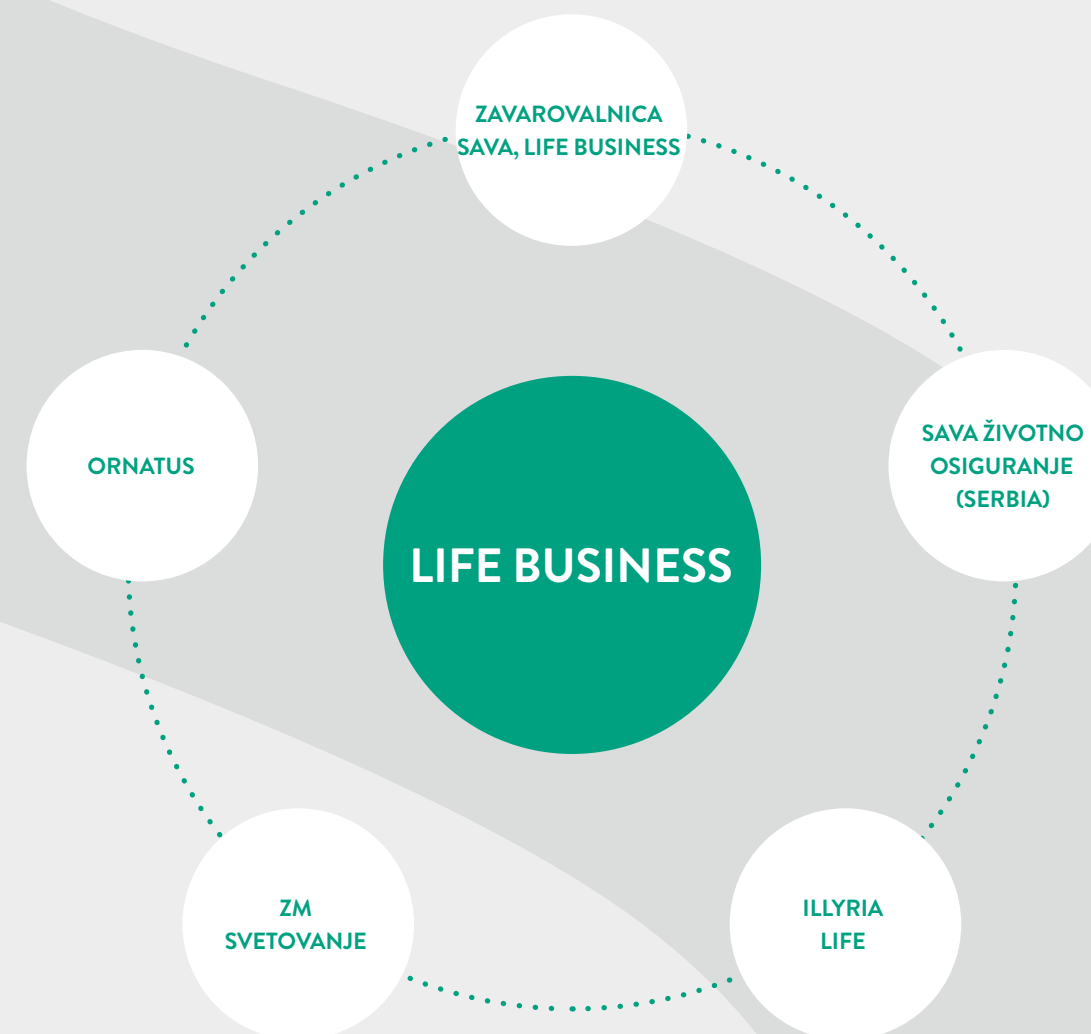 ZAVAROVALNICA
SAVA, LIFE BUSINESS
SAVA ŽIVOTNO
OSIGURANJE
(SERBIA)
ORNATUS
LIFE BUSINESS
ZM
SVETOVANJE
ILLYRIA
LIFE